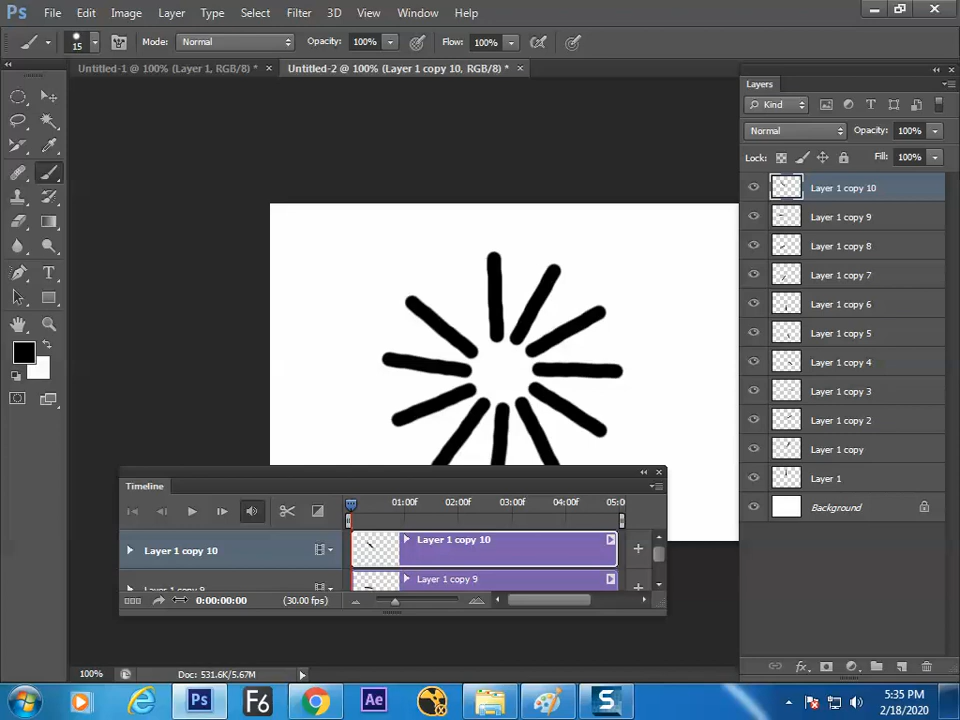 Ps File Edit Image Layer Type Select Filter 3D View Window Help
15 Mode: Normal Opacity: 100% Flow: 100%
Untitled-1 @ 100% (Layer 1, RGB/8) * × Untitled-2 @ 100% (Layer 1 copy 10, RGB/8) * ×
Layers
Kind
Normal Opacity: 100%
Lock: Fill: 100%
Layer 1 copy 10
Layer 1 copy 9
Layer 1 copy 8
Layer 1 copy 7
Layer 1 copy 6
Layer 1 copy 5
Layer 1 copy 4
Layer 1 copy 3
Layer 1 copy 2
Layer 1 copy
Layer 1
Background
Timeline
01:00f 02:00f 03:00f 04:00f 05:0
Layer 1 copy 10 Layer 1 copy 10
Layer 1 copy 9 Layer 1 copy 9
0:00:00:00 (30.00 fps)
100% Doc: 531.6K/5.67M
Ps F6 Ae S
5:35 PM
2/18/2020